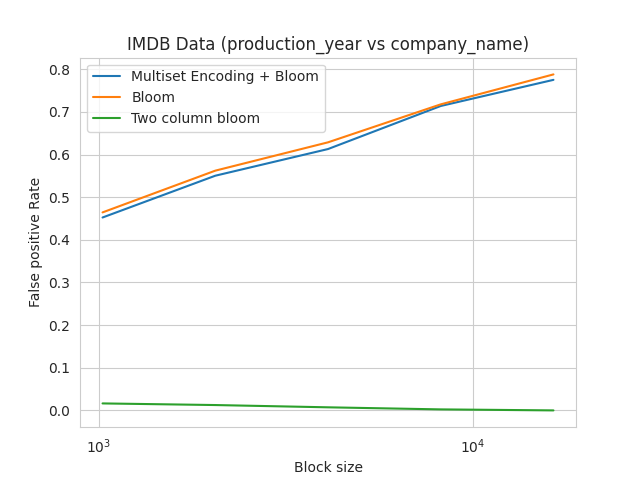 IMDB Data (production_year vs company_name)
Multiset Encoding + Bloom
Bloom
Two column bloom
False positive Rate
0.8
0.7
0.6
0.5
0.4
0.3
0.2
0.1
0.0
10³
10⁴
Block size